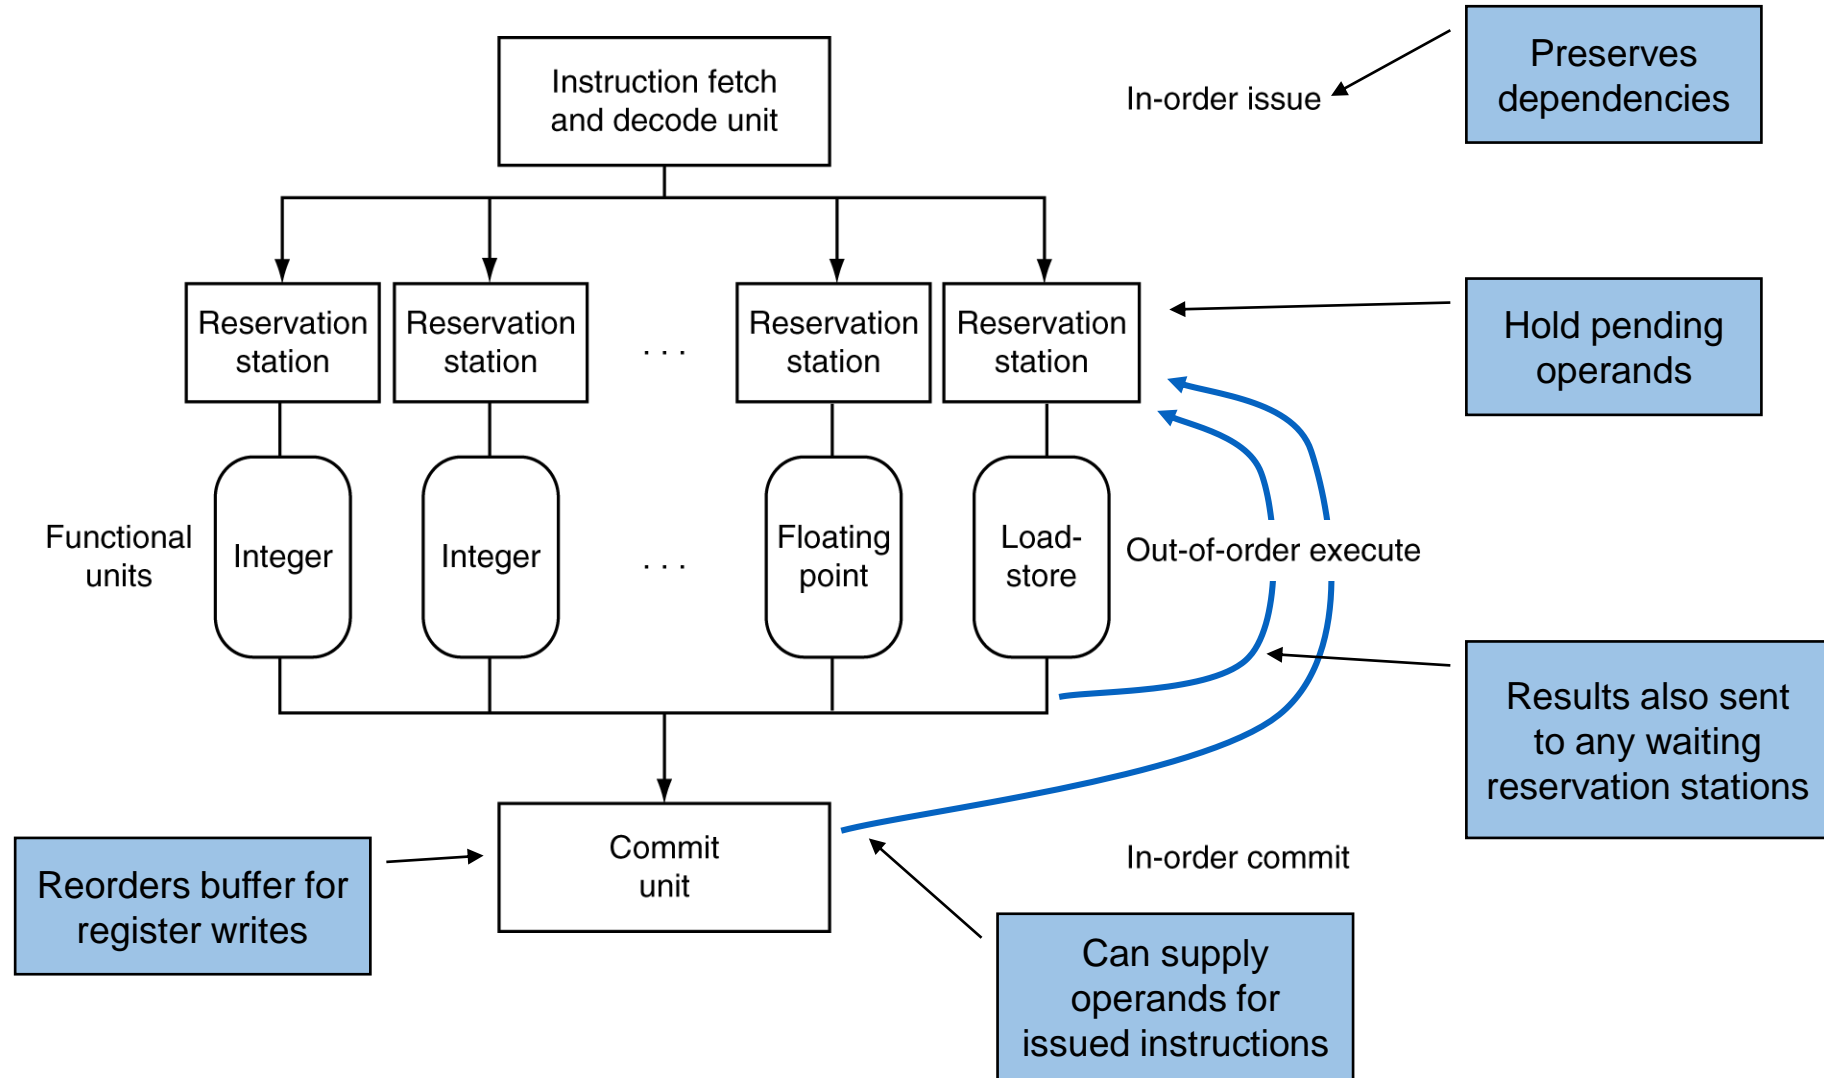 Instruction fetch
and decode unit
In-order issue
Preserves
dependencies
Reservation
station
Reservation
station
. . .
Reservation
station
Reservation
station
Hold pending
operands
Functional
units
Integer
Integer
. . .
Floating
point
Load-
store
Out-of-order execute
Results also sent
to any waiting
reservation stations
Commit
unit
In-order commit
Reorders buffer for
register writes
Can supply
operands for
issued instructions